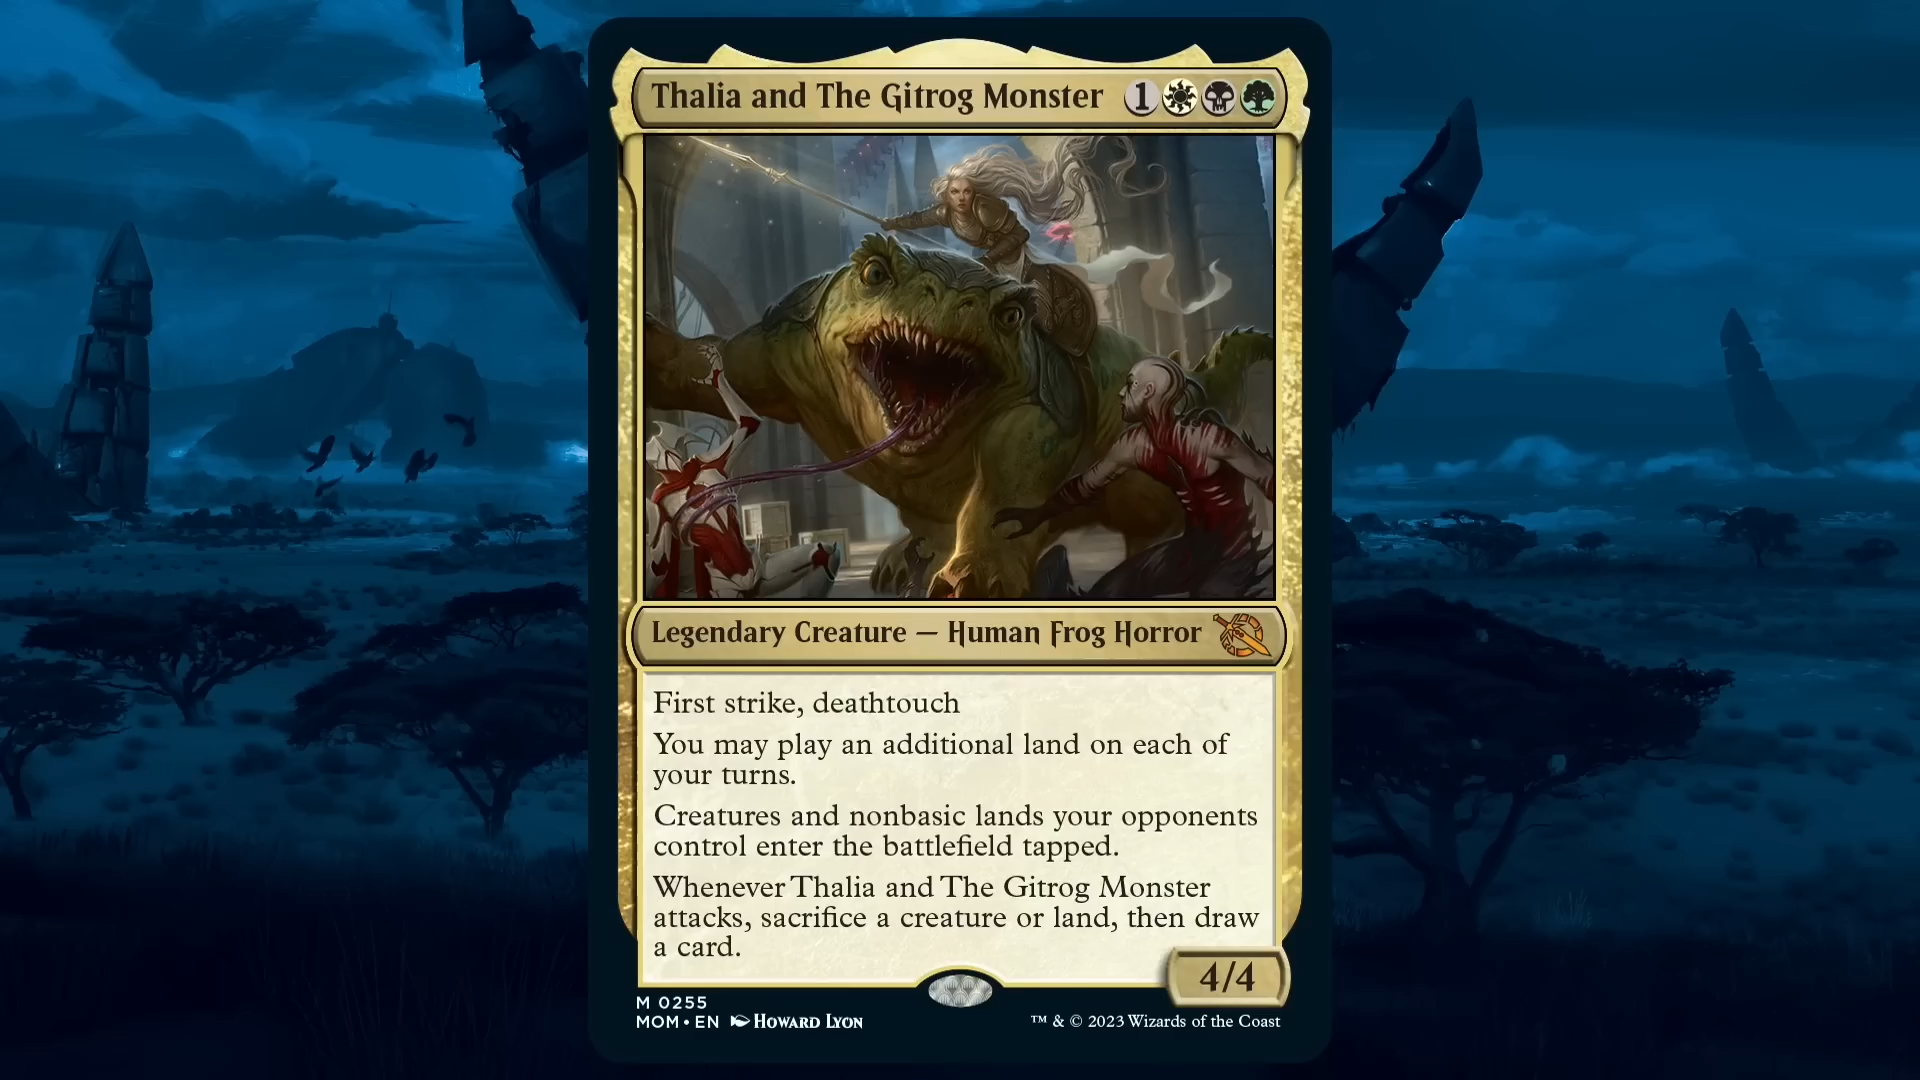 Thalia and The Gitrog Monster 1
Legendary Creature — Human Frog Horror
First strike, deathtouch
You may play an additional land on each of
your turns.
Creatures and nonbasic lands your opponents
control enter the battlefield tapped.
Whenever Thalia and The Gitrog Monster
attacks, sacrifice a creature or land, then draw
a card.
4/4
M 0255
MOM • EN Howard Lyon
™ & © 2023 Wizards of the Coast